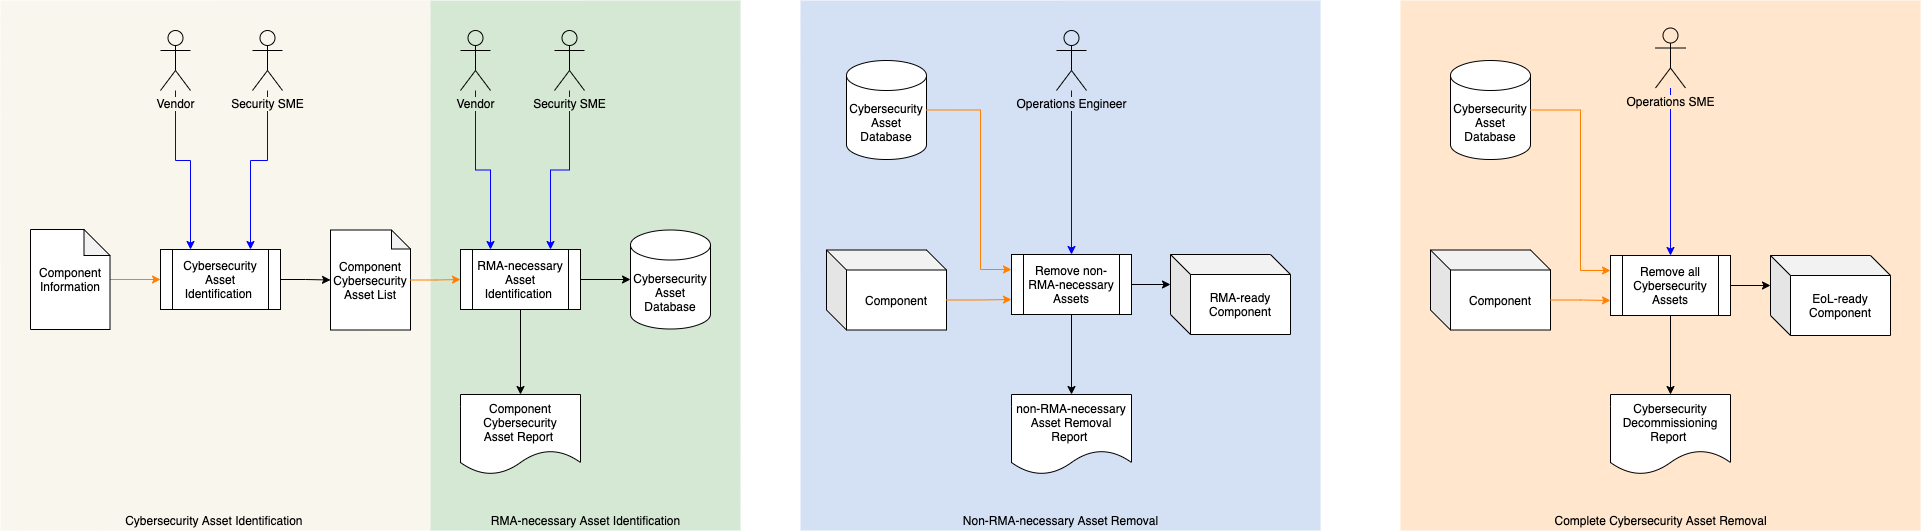 Vendor
Security SME
Component
Information
Cybersecurity
Asset
Identification
Component
Cybersecurity
Asset List
Cybersecurity Asset Identification
Vendor
Security SME
RMA-necessary
Asset
Identification
Cybersecurity
Asset
Database
Component
Cybersecurity
Asset Report
RMA-necessary Asset Identification
Cybersecurity
Asset
Database
Operations Engineer
Component
Remove non-
RMA-necessary
Assets
RMA-ready
Component
non-RMA-necessary
Asset Removal
Report
Non-RMA-necessary Asset Removal
Cybersecurity
Asset
Database
Operations SME
Component
Remove all
Cybersecurity
Assets
EoL-ready
Component
Cybersecurity
Decommissioning
Report
Complete Cybersecurity Asset Removal